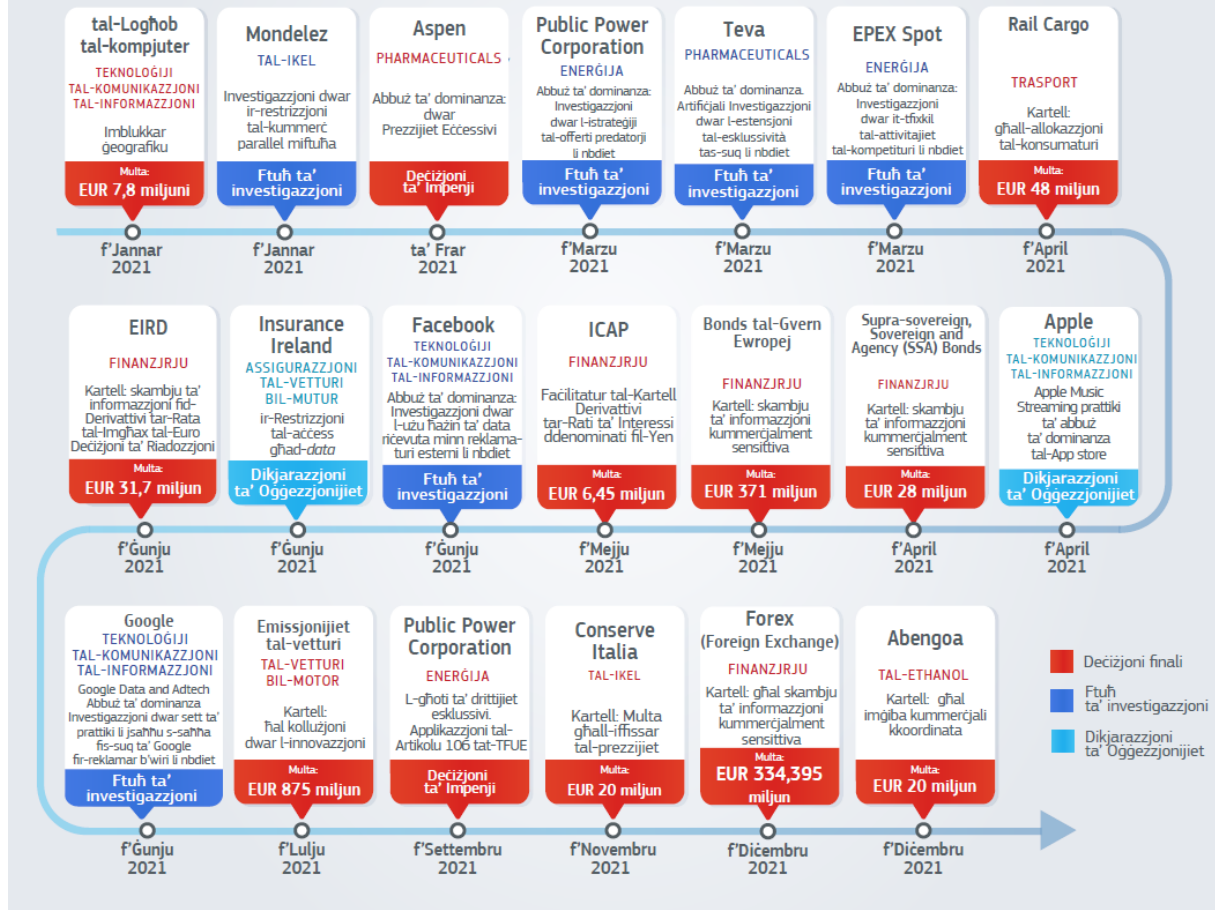 tal-Logħob
tal-kompjuter
TEKNOLOĠIJI
TAL-KOMUNIKAZZJONI
TAL-INFORMAZZJONI
Imblukkar
ġeografiku
Multa:
EUR 7,8 miljuni
f'Jannar
2021
Mondelez
TAL-IKEL
Investigazzjoni dwar
ir-restrizzjoni
tal-kummerċ
parallel miftuħa
Ftuħ ta'
investigazzjoni
f'Jannar
2021
Aspen
PHARMACEUTICALS
Abbuż ta' dominanza:
dwar
Prezzijiet Eċċessivi
Deċiżjoni
ta' Impenji
ta' Frar
2021
Public Power
Corporation
ENERĠIJA
Abbuż ta' dominanza:
Investigazzjoni
dwar l-istrateġiji
tal-offerti predatorji
li nbdiet
Ftuħ ta'
investigazzjoni
f'Marzu
2021
Teva
PHARMACEUTICALS
Abbuż ta' dominanza.
Artifiċjali Investigazzjoni
dwar l-estensjoni
tal-esklussività
tas-suq li nbdiet
Ftuħ ta'
investigazzjoni
f'Marzu
2021
EPEX Spot
ENERĠIJA
Abbuż ta' dominanza:
Investigazzjoni
dwar it-tfixkil
tal-attivitajiet
tal-kompetituri li nbdiet
Ftuħ ta'
investigazzjoni
f'Marzu
2021
Rail Cargo
TRASPORT
Kartell:
għall-allokazzjoni
tal-konsumaturi
Multa:
EUR 48 miljun
f'April
2021
EIRD
FINANZJRJU
Kartell: skambju ta'
informazzjoni fid-
Derivattivi tar-Rata
tal-Imgħax tal-Euro
Deċiżjoni ta' Riadozzjoni
Multa:
EUR 31,7 miljun
f'Ġunju
2021
Insurance
Ireland
ASSIGURAZZJONI
TAL-VETTURI
BIL-MUTUR
ir-Restrizzjoni
tal-aċċess
għad-data
Dikjarazzjoni
ta' Oġġezzjonijiet
f'Ġunju
2021
Facebook
TEKNOLOĠIJI
TAL-KOMUNIKAZZJONI
TAL-INFORMAZZJONI
Abbuż ta' dominanza:
Investigazzjoni dwar
l-użu ħażin ta' data
riċevuta minn reklama-
turi esterni li nbdiet
Ftuħ ta'
investigazzjoni
f'Ġunju
2021
ICAP
FINANZJRJU
Faċilitatur tal-Kartell
Derivattivi
tar-Rati ta' Interessi
ddenominati fil-Yen
Multa:
EUR 6,45 miljun
f'Mejju
2021
Bonds tal-Gvern
Ewropej
FINANZJRJU
Kartell: skambju
ta' informazzjoni
kummerċjalment
sensittiva
Multa:
EUR 371 miljun
f'Mejju
2021
Supra-sovereign,
Sovereign and
Agency (SSA) Bonds
FINANZJRJU
Kartell: skambju
ta' informazzjoni
kummerċjalment
sensittiva
Multa:
EUR 28 miljun
f'April
2021
Apple
TEKNOLOĠIJI
TAL-KOMUNIKAZZJONI
TAL-INFORMAZZJONI
Apple Music
Streaming prattiki
ta' abbuż
ta' dominanza
tal-App store
Dikjarazzjoni
ta' Oġġezzjonijiet
f'April
2021
Google
TEKNOLOĠIJI
TAL-KOMUNIKAZZJONI
TAL-INFORMAZZJONI
Google Data and Adtech
Abbuż ta' dominanza
Investigazzjoni dwar sett ta'
prattiki li jsaħħu s-saħħa
fis-suq ta' Google
fir-reklamar b'wiri li nbdiet
Ftuħ ta'
investigazzjoni
f'Ġunju
2021
Emissjonijiet
tal-vetturi
TAL-VETTURI
BIL-MOTOR
Kartell:
ħal kollużjoni
dwar l-innovazzjoni
Multa:
EUR 875 miljun
f'Lulju
2021
Public Power
Corporation
ENERĠIJA
L-għoti ta' drittijiet
esklussivi.
Applikazzjoni tal-
Artikolu 106 tat-TFUE
Deċiżjoni
ta' Impenji
f'Settembru
2021
Conserve
Italia
TAL-IKEL
Kartell: Multa
għall-iffissar
tal-prezzijiet
Multa:
EUR 20 miljun
f'Novembru
2021
Forex
(Foreign Exchange)
FINANZJRJU
Kartell: għal skambju
ta' informazzjoni
kummerċjalment
sensittiva
Multa:
EUR 334,395
miljun
f'Diċembru
2021
Abengoa
TAL-ETHANOL
Kartell: għal
imġiba kummerċjali
kkoordinata
Multa:
EUR 20 miljun
f'Diċembru
2021
Deċiżjoni finali
Ftuħ
ta' investigazzjoni
Dikjarazzjoni
ta' Oġġezzjonijiet